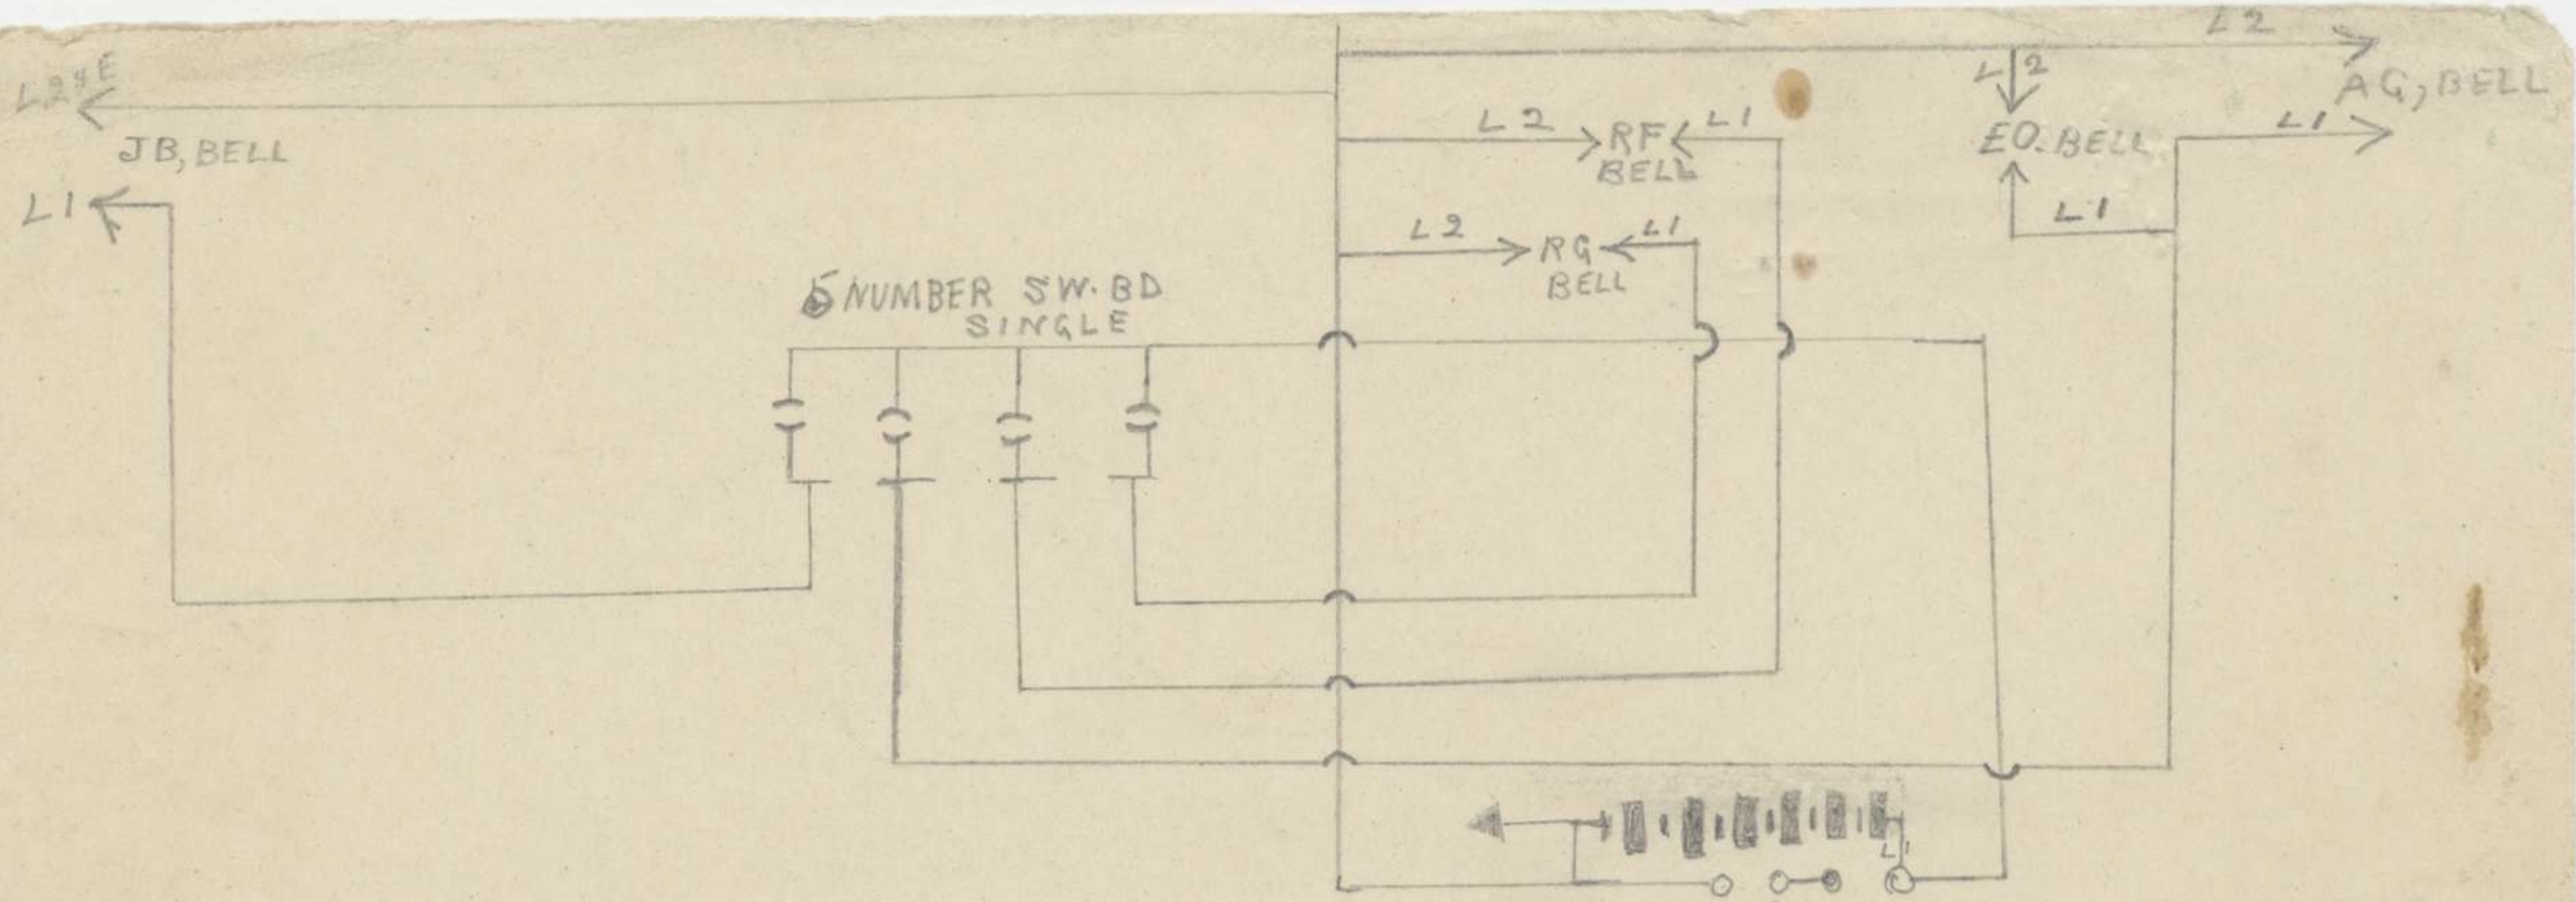 L2
L2&E
L2
AG, BELL
L2
L1
RF
BELL
EO. BELL
L1
JB, BELL
L1
L1
L2
L1
RG
BELL
5 NUMBER SW. BD
SINGLE
L1